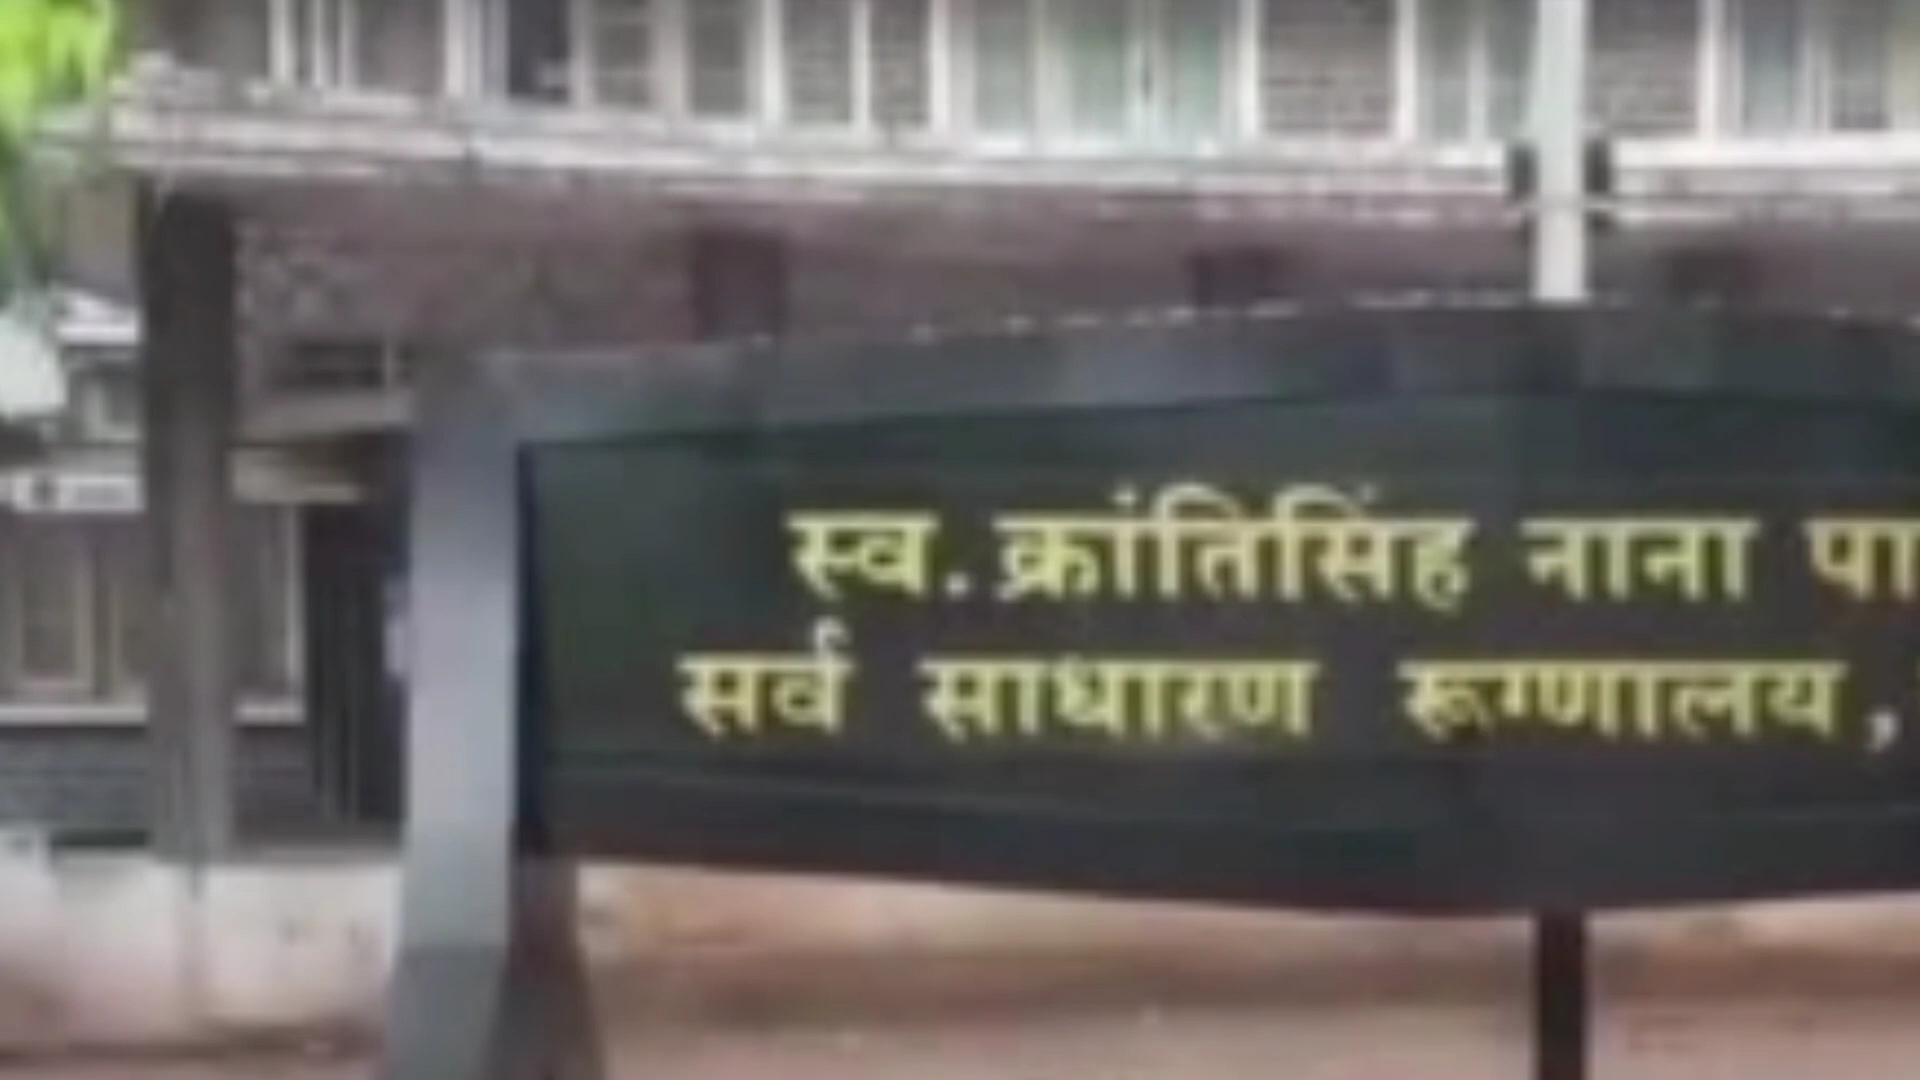 स्व. क्रांतिसिंह नाना
सर्व साधारण रूग्णालय,